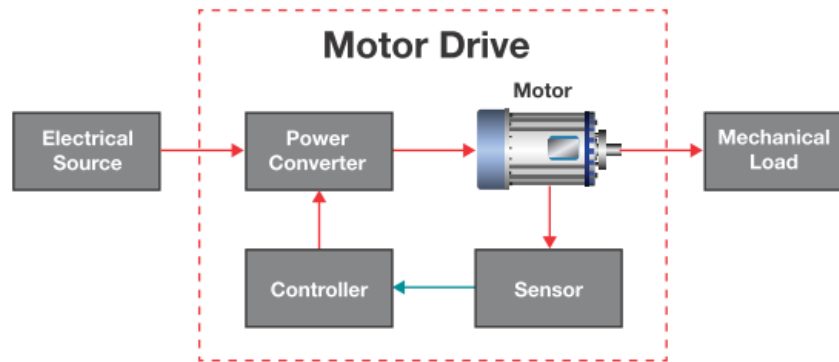 Motor Drive
Motor
Electrical
Source
Power
Converter
Mechanical
Load
Controller
Sensor